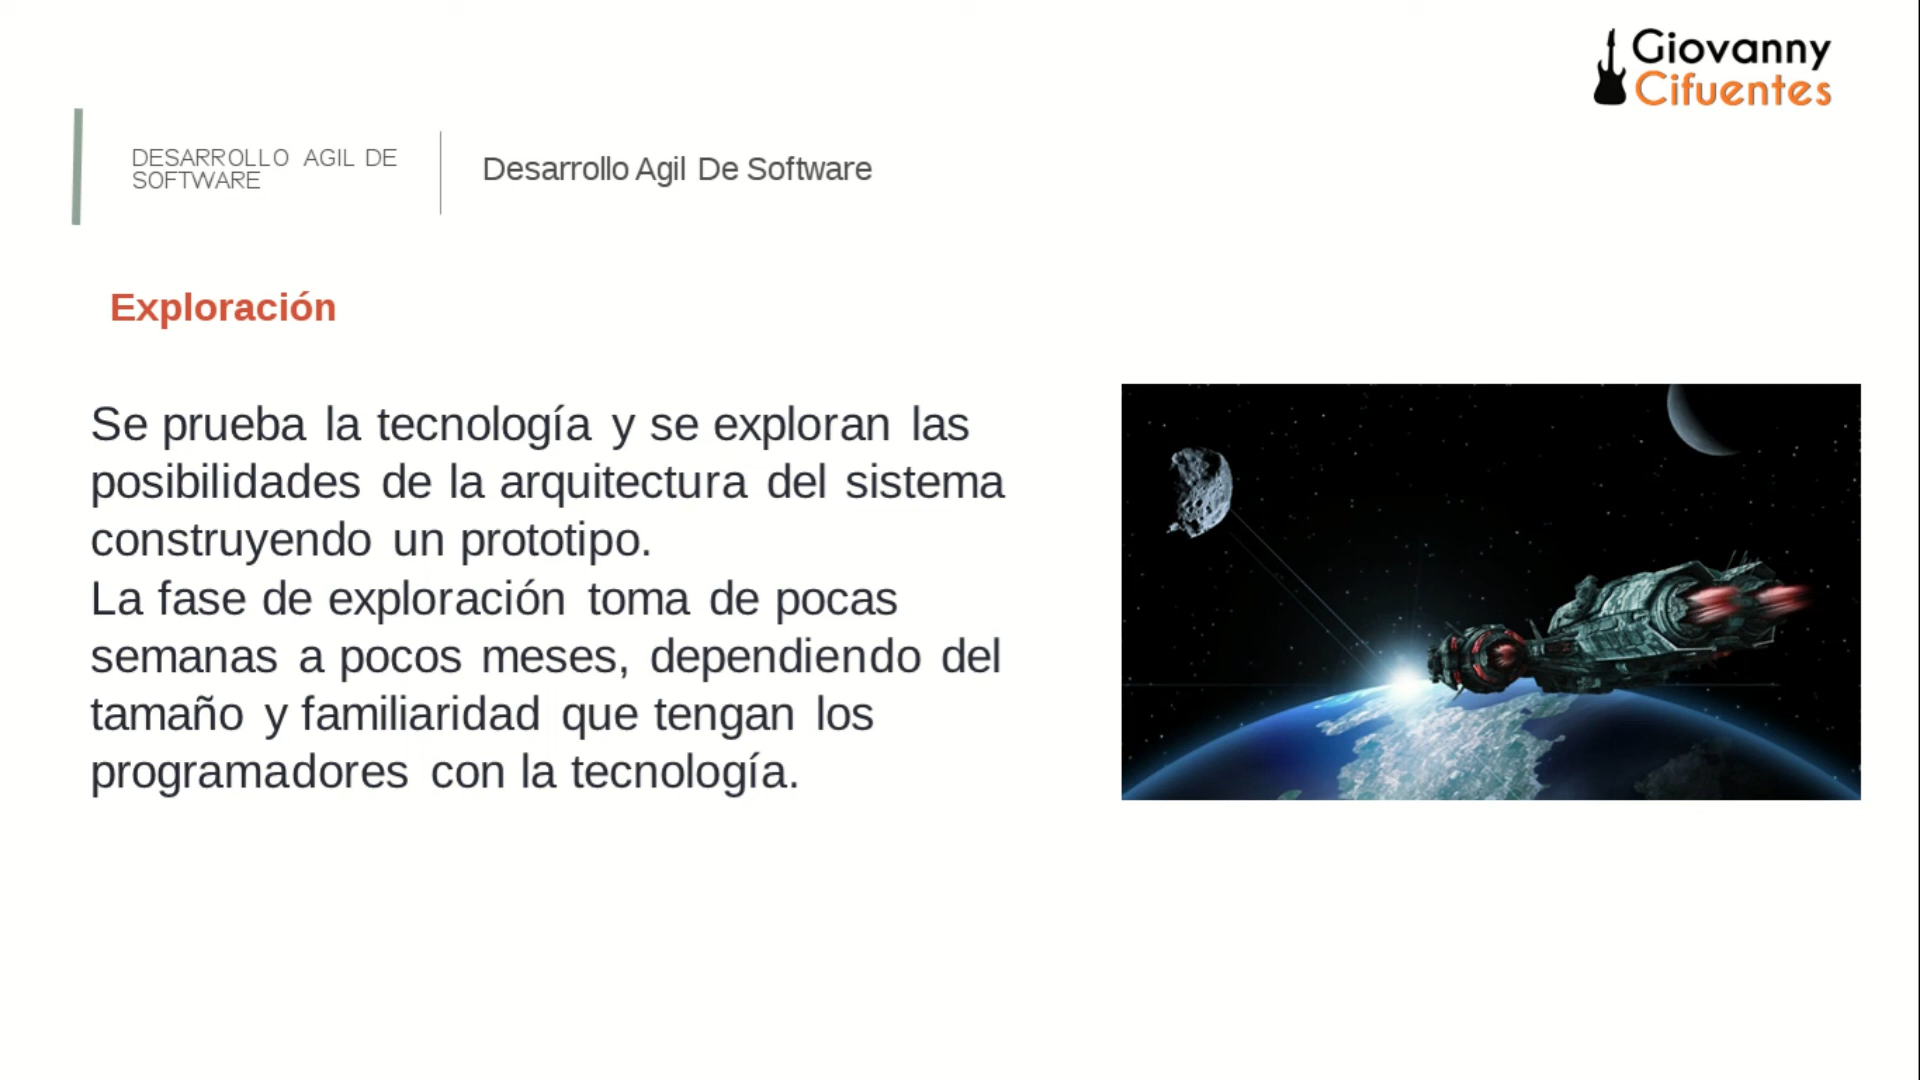 Giovanny
Cifuentes
DESARROLLO AGIL DE
SOFTWARE
Desarrollo Agil De Software
Exploración
Se prueba la tecnología y se exploran las
posibilidades de la arquitectura del sistema
construyendo un prototipo.
La fase de exploración toma de pocas
semanas a pocos meses, dependiendo del
tamaño y familiaridad que tengan los
programadores con la tecnología.